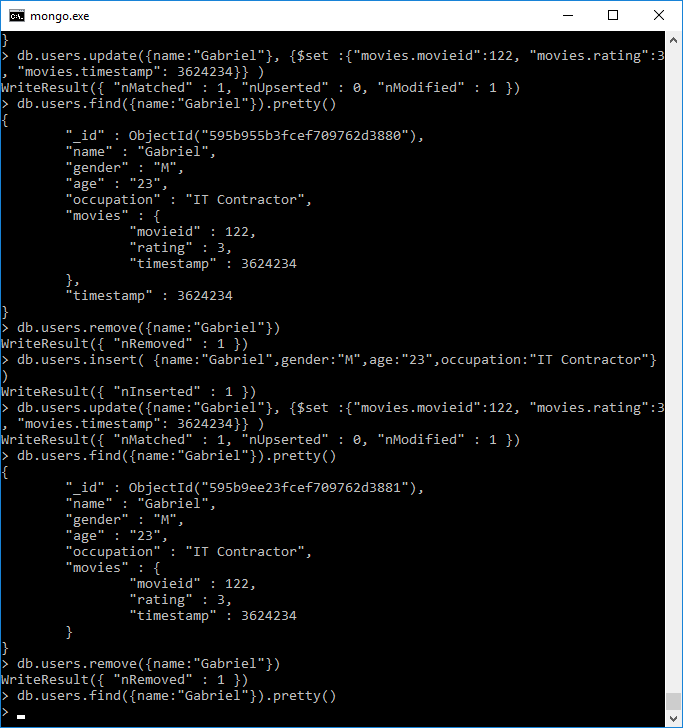 mongo.exe
}
> db.users.update({name:"Gabriel"}, {$set :{"movies.movieid":122, "movies.rating":3
, "movies.timestamp": 3624234}} )
WriteResult({ "nMatched" : 1, "nUpserted" : 0, "nModified" : 1 })
> db.users.find({name:"Gabriel"}).pretty()
{
        "_id" : ObjectId("595b955b3fcef709762d3880"),
        "name" : "Gabriel",
        "gender" : "M",
        "age" : "23",
        "occupation" : "IT Contractor",
        "movies" : {
                "movieid" : 122,
                "rating" : 3,
                "timestamp" : 3624234
        },
        "timestamp" : 3624234
}
> db.users.remove({name:"Gabriel"})
WriteResult({ "nRemoved" : 1 })
> db.users.insert( {name:"Gabriel",gender:"M",age:"23",occupation:"IT Contractor"}
)
WriteResult({ "nInserted" : 1 })
> db.users.update({name:"Gabriel"}, {$set :{"movies.movieid":122, "movies.rating":3
, "movies.timestamp": 3624234}} )
WriteResult({ "nMatched" : 1, "nUpserted" : 0, "nModified" : 1 })
> db.users.find({name:"Gabriel"}).pretty()
{
        "_id" : ObjectId("595b9ee23fcef709762d3881"),
        "name" : "Gabriel",
        "gender" : "M",
        "age" : "23",
        "occupation" : "IT Contractor",
        "movies" : {
                "movieid" : 122,
                "rating" : 3,
                "timestamp" : 3624234
        }
}
> db.users.remove({name:"Gabriel"})
WriteResult({ "nRemoved" : 1 })
> db.users.find({name:"Gabriel"}).pretty()
>